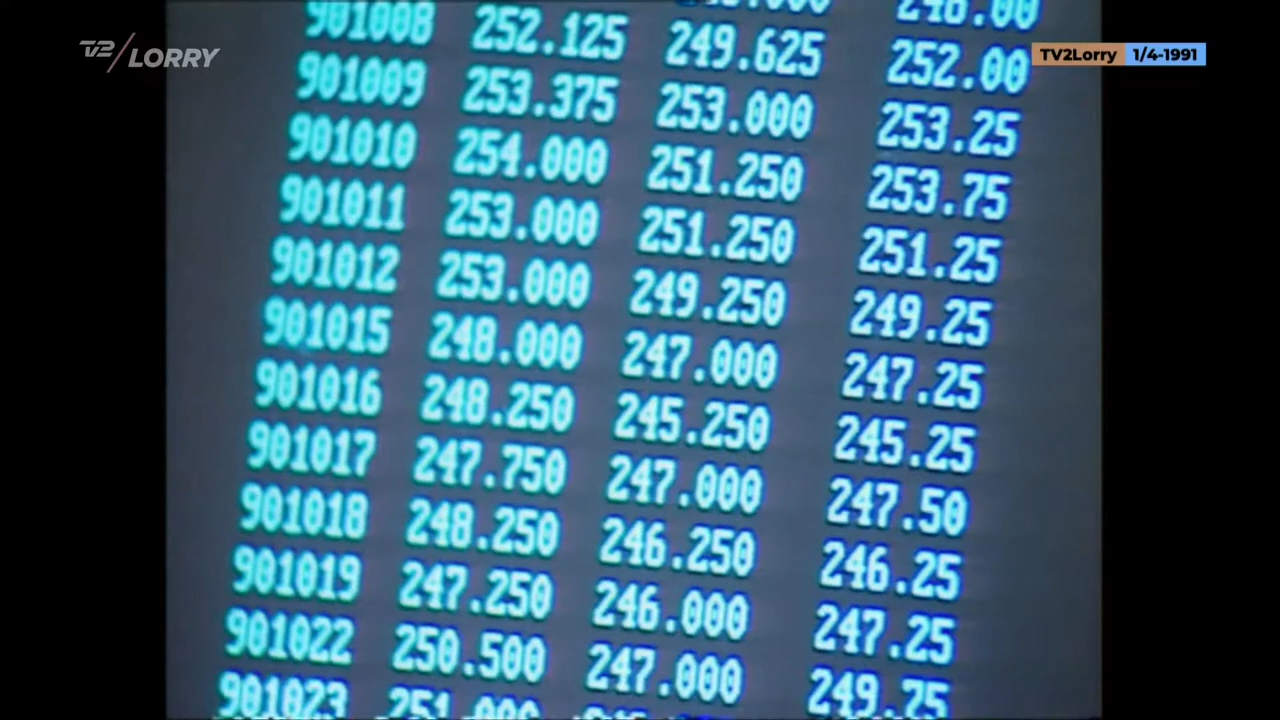 TV2/LORRY
TV2Lorry 1/4-1991
901008 252.125 249.625 252.00
901009 253.375 253.000 253.25
901010 254.000 251.250 253.75
901011 253.000 251.250 251.25
901012 253.000 249.250 249.25
901015 248.000 247.000 247.25
901016 248.250 245.250 245.25
901017 247.750 247.000 247.50
901018 248.250 246.250 246.25
901019 247.250 246.000 247.25
901022 250.500 247.000 249.75
901023